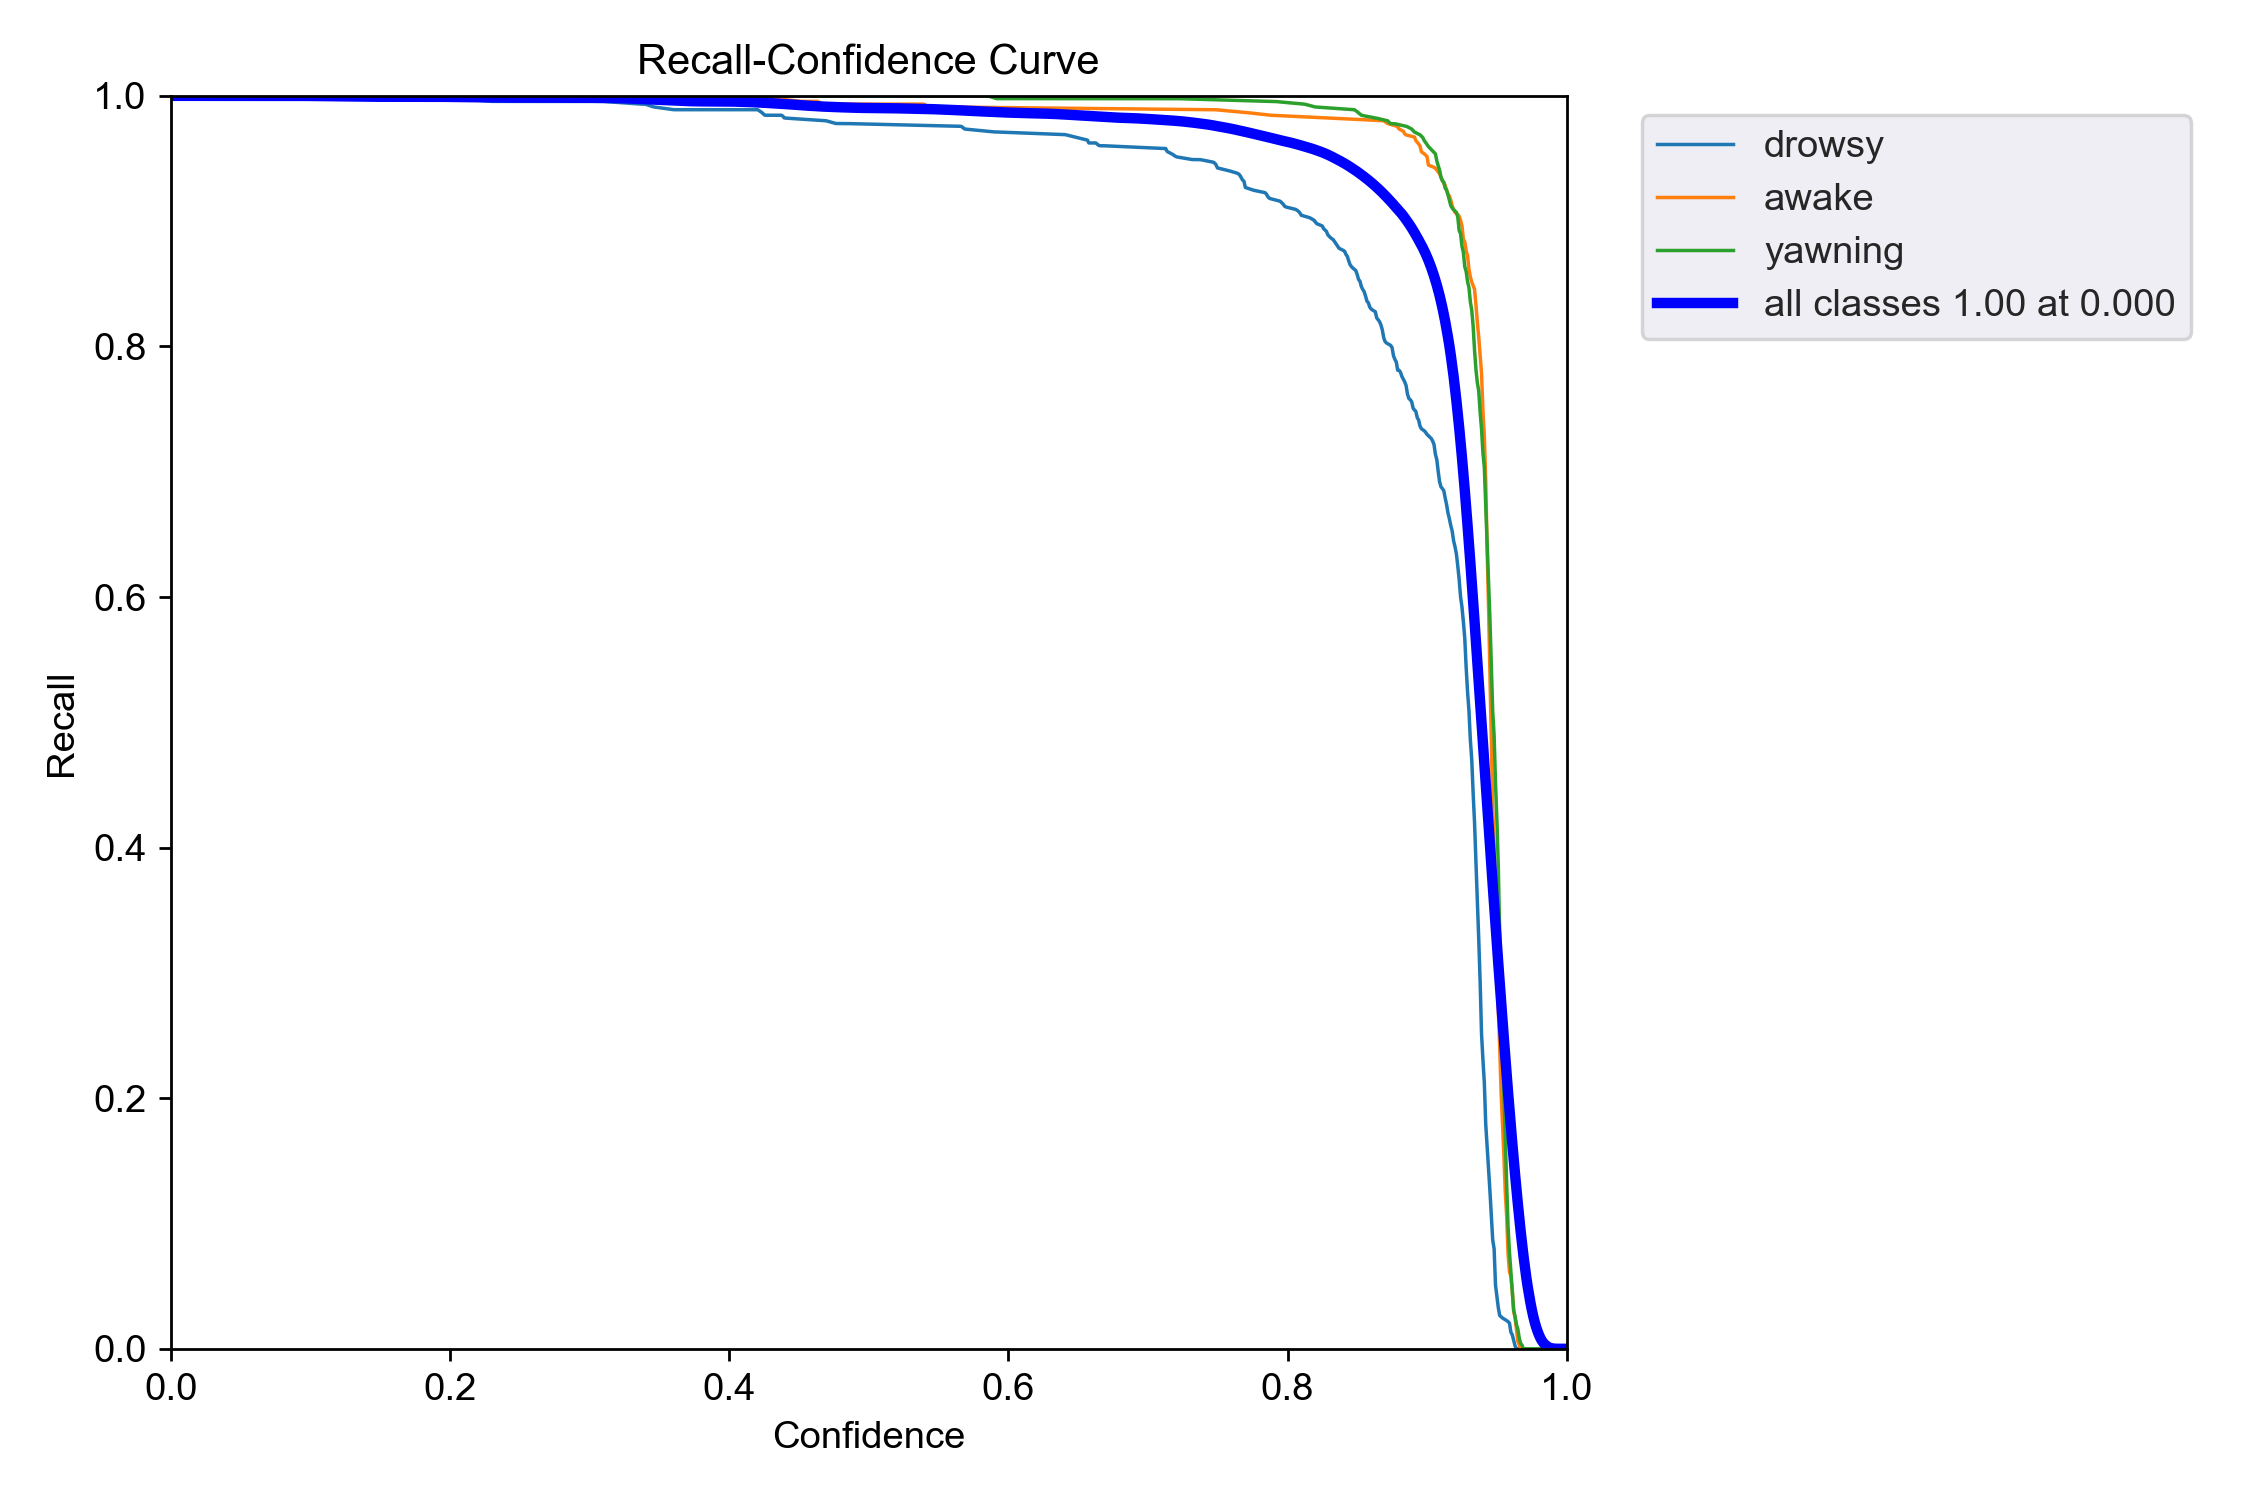 Recall-Confidence Curve
1.0
0.8
0.6
0.4
0.2
0.0
Recall
0.0 0.2 0.4 0.6 0.8 1.0
Confidence
drowsy
awake
yawning
all classes 1.00 at 0.000